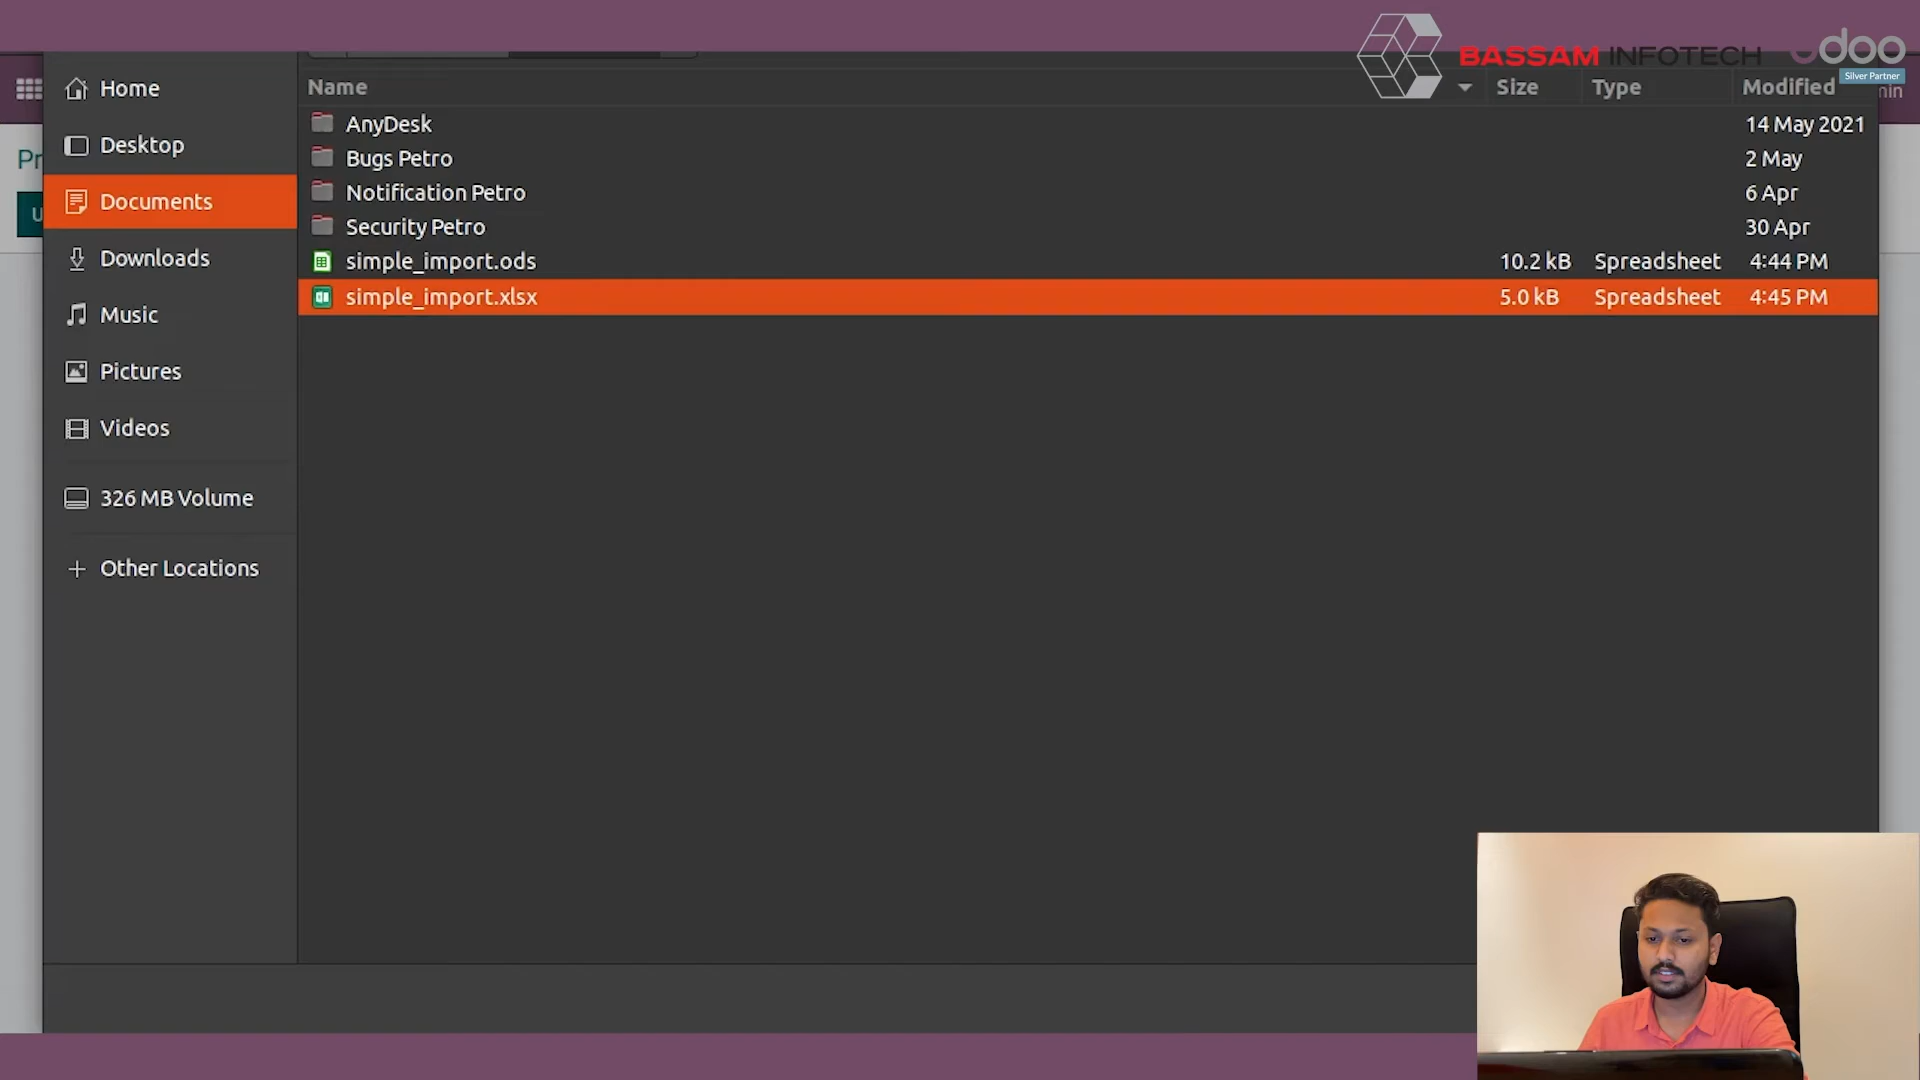 BASSAM INFOTECH
odoo
Silver Partner
Home
Desktop
Documents
Downloads
Music
Pictures
Videos
326 MB Volume
Other Locations
Name Size Type Modified
AnyDesk 14 May 2021
Bugs Petro 2 May
Notification Petro 6 Apr
Security Petro 30 Apr
simple_import.ods 10.2 kB Spreadsheet 4:44 PM
simple_import.xlsx 5.0 kB Spreadsheet 4:45 PM